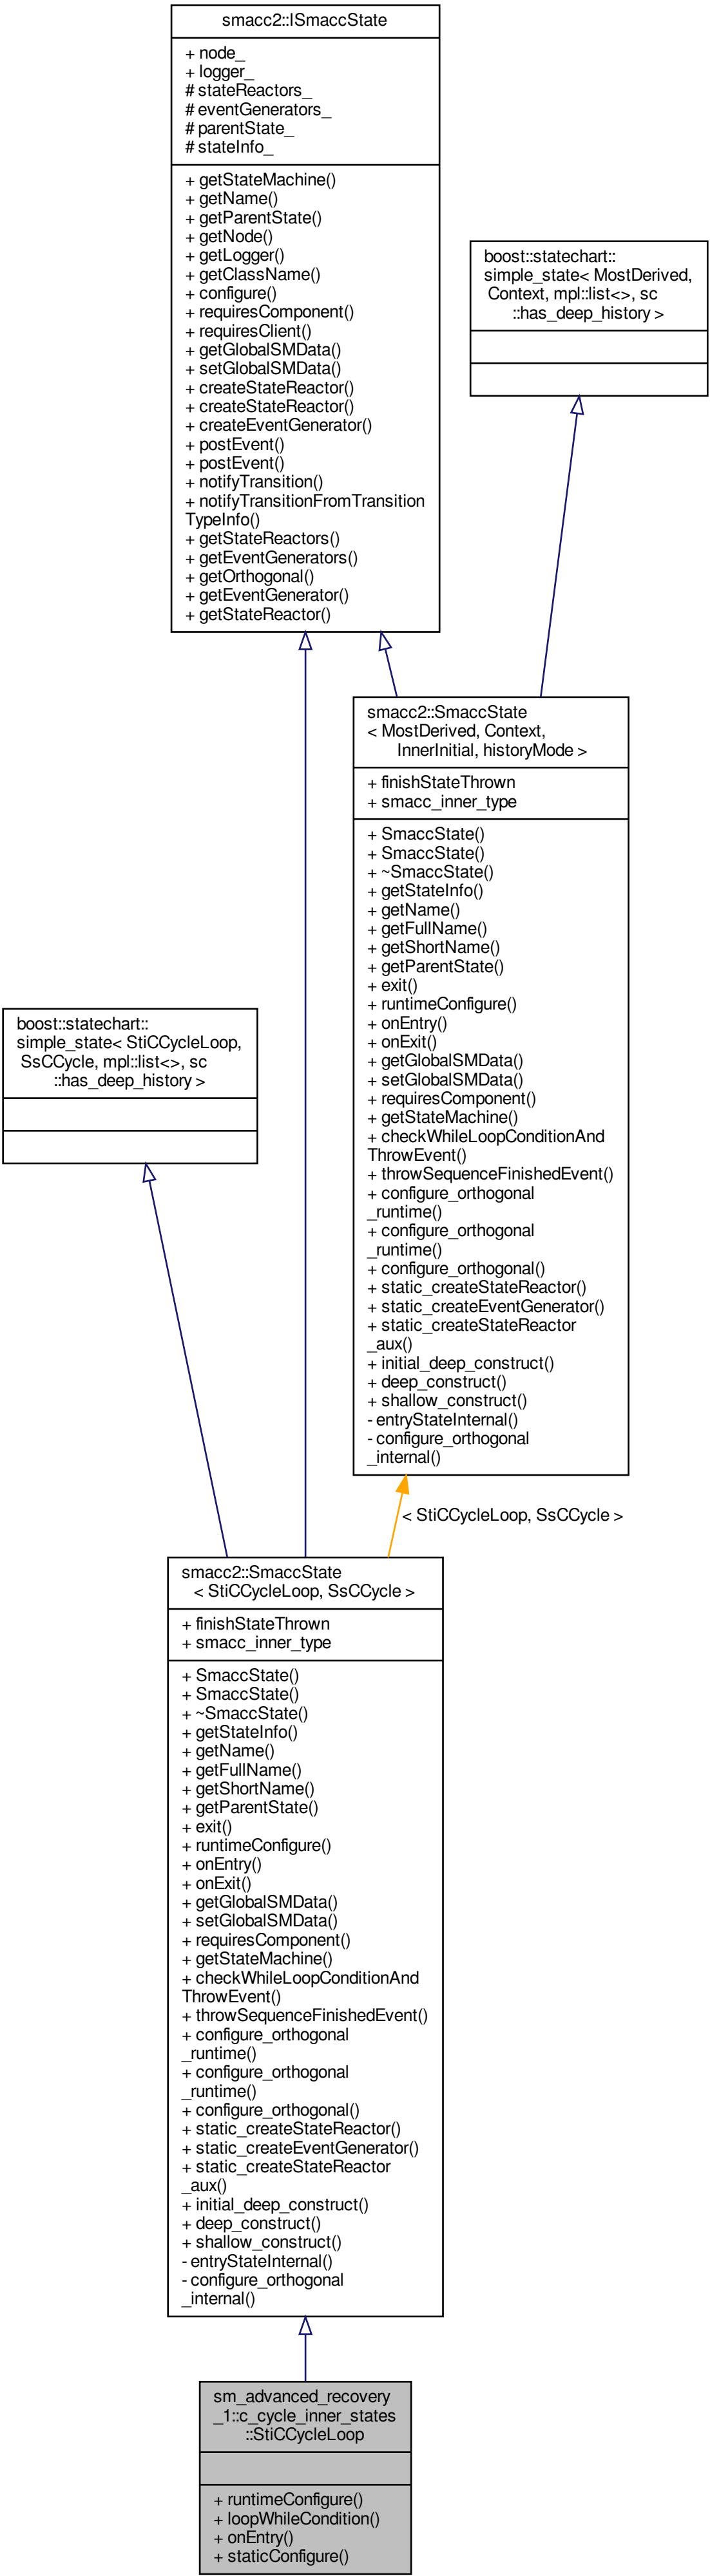 smacc2::ISmaccState
+ node_
+ logger_
# stateReactors_
# eventGenerators_
# parentState_
# stateInfo_
+ getStateMachine()
+ getName()
+ getParentState()
+ getNode()
+ getLogger()
+ getClassName()
+ configure()
+ requiresComponent()
+ requiresClient()
+ getGlobalSMData()
+ setGlobalSMData()
+ createStateReactor()
+ createStateReactor()
+ createEventGenerator()
+ postEvent()
+ postEvent()
+ notifyTransition()
+ notifyTransitionFromTransition
TypeInfo()
+ getStateReactors()
+ getEventGenerators()
+ getOrthogonal()
+ getEventGenerator()
+ getStateReactor()
boost::statechart::
simple_state< MostDerived,
Context, mpl::list<>, sc
::has_deep_history >
smacc2::SmaccState
< MostDerived, Context,
InnerInitial, historyMode >
+ finishStateThrown
+ smacc_inner_type
+ SmaccState()
+ SmaccState()
+ ~SmaccState()
+ getStateInfo()
+ getName()
+ getFullName()
+ getShortName()
+ getParentState()
+ exit()
+ runtimeConfigure()
+ onEntry()
+ onExit()
+ getGlobalSMData()
+ setGlobalSMData()
+ requiresComponent()
+ getStateMachine()
+ checkWhileLoopConditionAnd
ThrowEvent()
+ throwSequenceFinishedEvent()
+ configure_orthogonal
_runtime()
+ configure_orthogonal
_runtime()
+ configure_orthogonal()
+ static_createStateReactor()
+ static_createEventGenerator()
+ static_createStateReactor
_aux()
+ initial_deep_construct()
+ deep_construct()
+ shallow_construct()
- entryStateInternal()
- configure_orthogonal
_internal()
boost::statechart::
simple_state< StiCCycleLoop,
SsCCycle, mpl::list<>, sc
::has_deep_history >
< StiCCycleLoop, SsCCycle >
smacc2::SmaccState
< StiCCycleLoop, SsCCycle >
+ finishStateThrown
+ smacc_inner_type
+ SmaccState()
+ SmaccState()
+ ~SmaccState()
+ getStateInfo()
+ getName()
+ getFullName()
+ getShortName()
+ getParentState()
+ exit()
+ runtimeConfigure()
+ onEntry()
+ onExit()
+ getGlobalSMData()
+ setGlobalSMData()
+ requiresComponent()
+ getStateMachine()
+ checkWhileLoopConditionAnd
ThrowEvent()
+ throwSequenceFinishedEvent()
+ configure_orthogonal
_runtime()
+ configure_orthogonal
_runtime()
+ configure_orthogonal()
+ static_createStateReactor()
+ static_createEventGenerator()
+ static_createStateReactor
_aux()
+ initial_deep_construct()
+ deep_construct()
+ shallow_construct()
- entryStateInternal()
- configure_orthogonal
_internal()
sm_advanced_recovery
_1::c_cycle_inner_states
::StiCCycleLoop
+ runtimeConfigure()
+ loopWhileCondition()
+ onEntry()
+ staticConfigure()